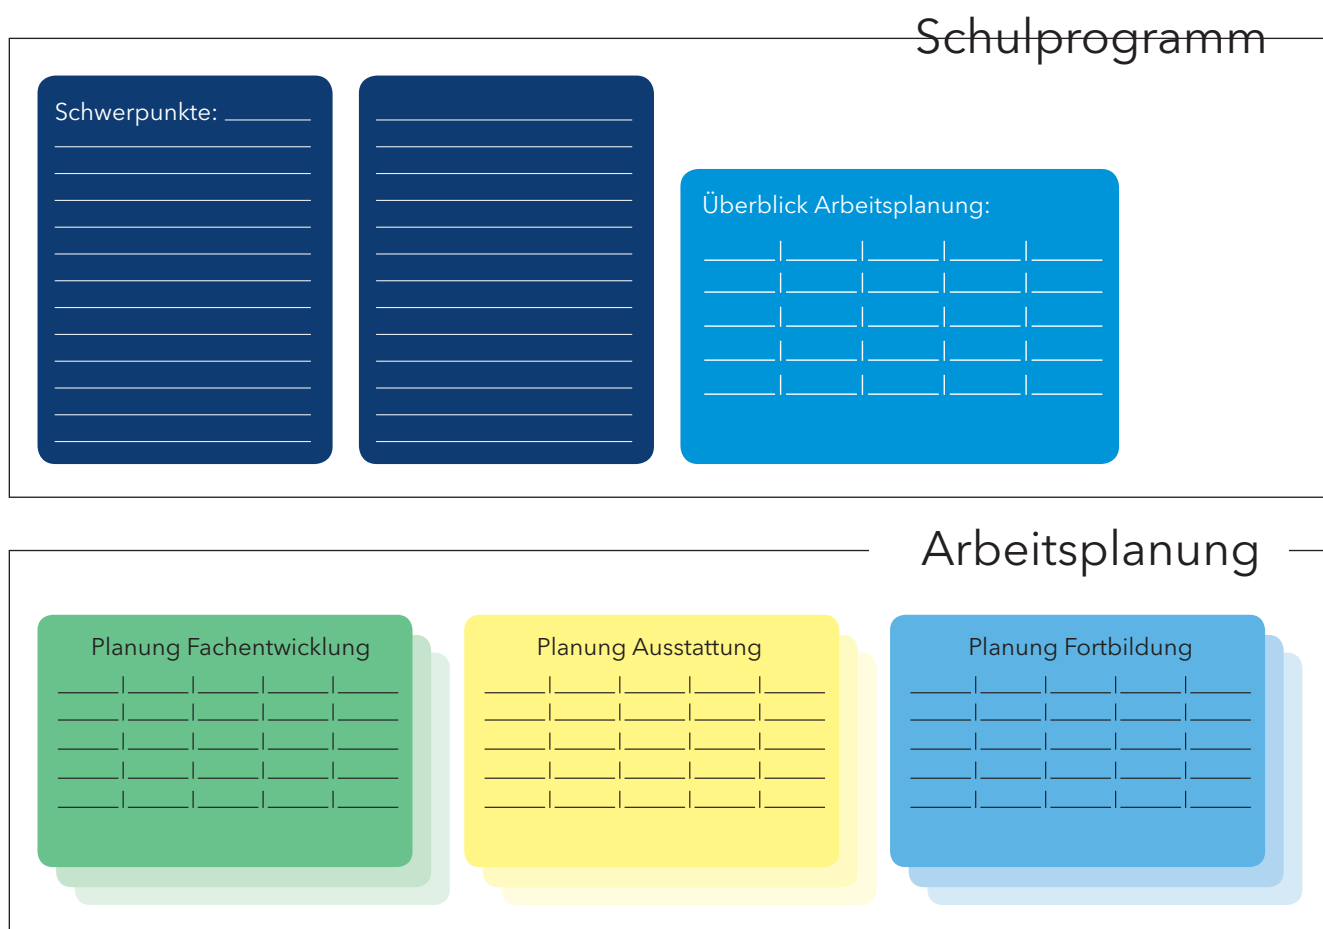 Schulprogramm
Schwerpunkte:
Überblick Arbeitsplanung:
Arbeitsplanung
Planung Fachentwicklung
Planung Ausstattung
Planung Fortbildung